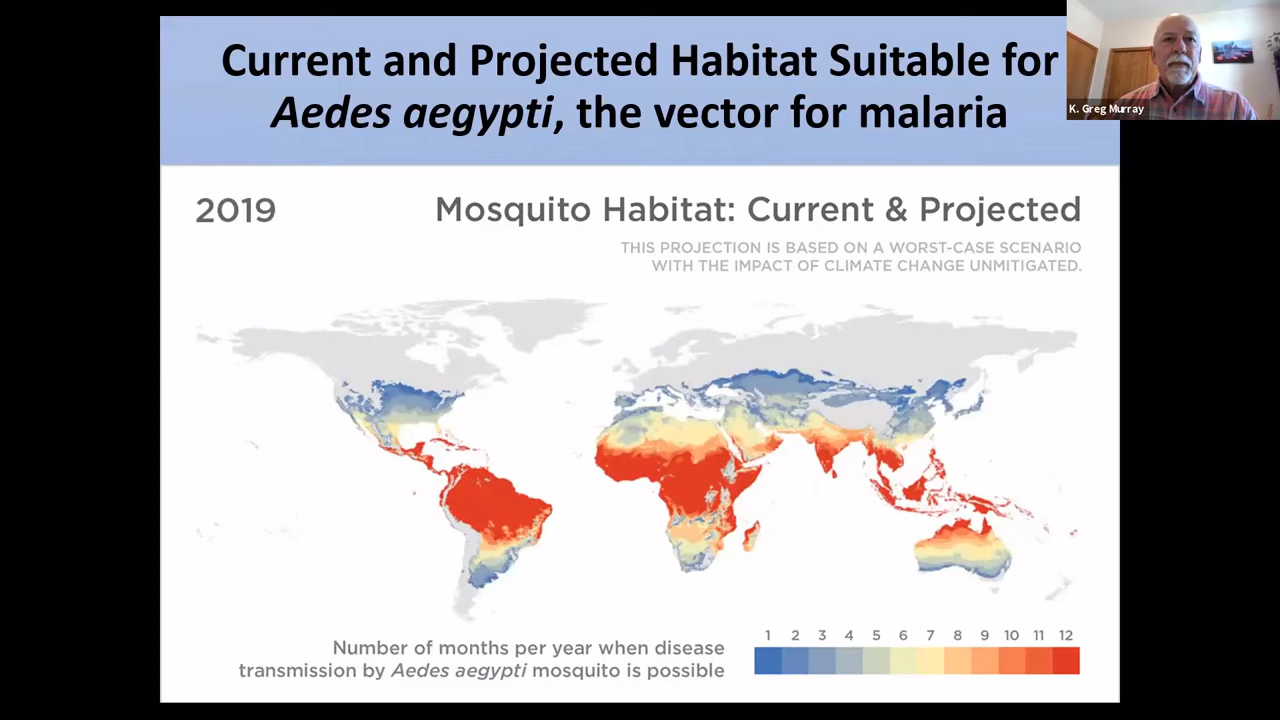 Current and Projected Habitat Suitable for
Aedes aegypti, the vector for malaria
K. Greg Murray
2019
Mosquito Habitat: Current & Projected
THIS PROJECTION IS BASED ON A WORST-CASE SCENARIO
WITH THE IMPACT OF CLIMATE CHANGE UNMITIGATED.
Number of months per year when disease
transmission by Aedes aegypti mosquito is possible
1 2 3 4 5 6 7 8 9 10 11 12